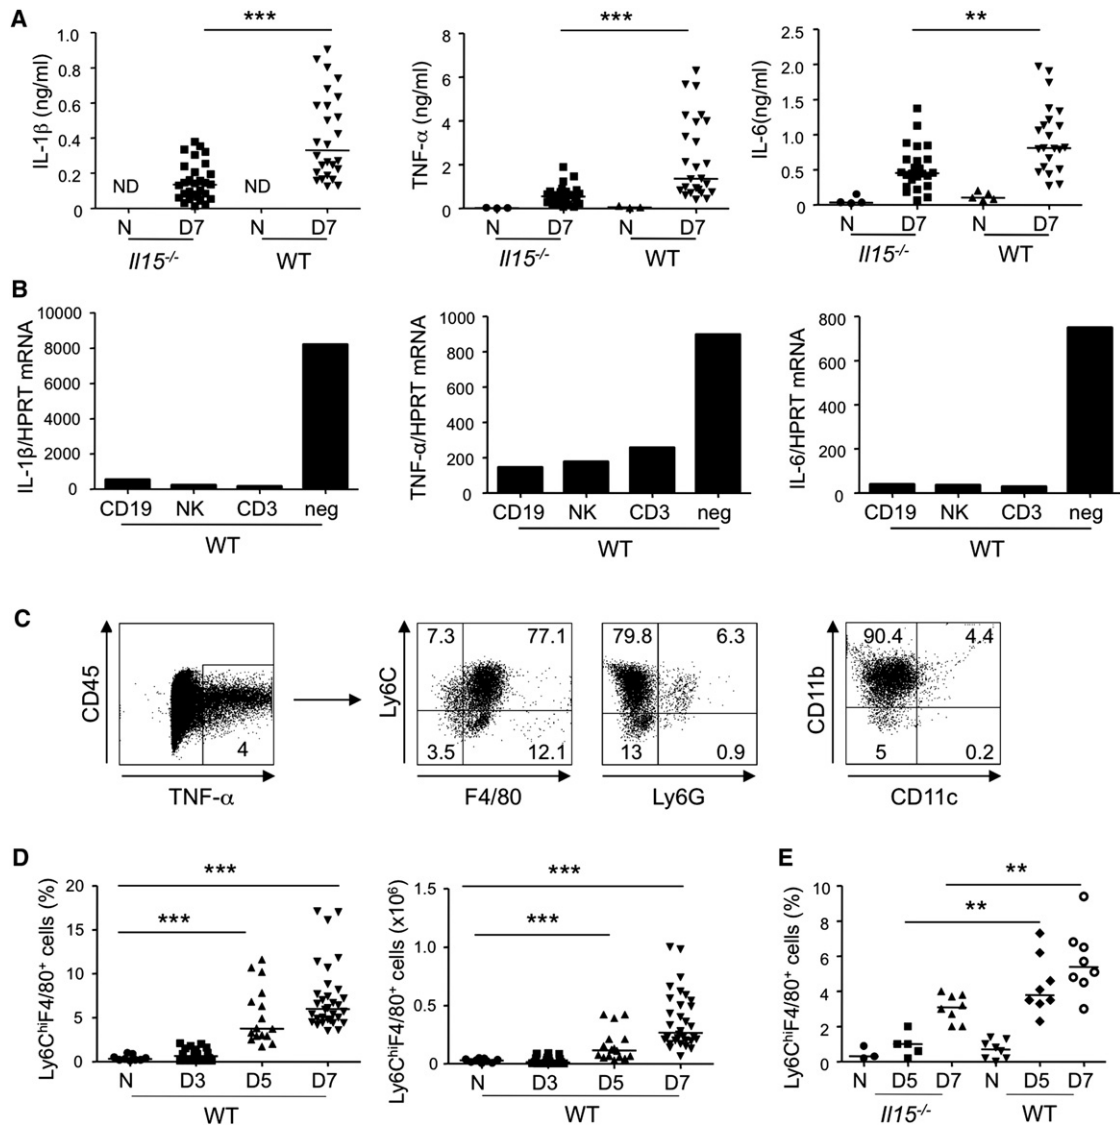 A
***
IL-1β (ng/ml)
1.0
0.8
0.6
0.4
0.2
0
ND
ND
N D7 N D7
Il15-/- WT
***
TNF-α (ng/ml)
8
6
4
2
0
N D7 N D7
Il15-/- WT
**
IL-6(ng/ml)
2.5
2.0
1.5
1.0
0.5
0
N D7 N D7
Il15-/- WT
B
IL-1β/HPRT mRNA
10000
8000
6000
4000
2000
0
CD19 NK CD3 neg
WT
TNF-α/HPRT mRNA
1000
800
600
400
200
0
CD19 NK CD3 neg
WT
IL-6/HPRT mRNA
800
600
400
200
0
CD19 NK CD3 neg
WT
C
CD45
4
TNF-α
Ly6C
7.3 77.1
3.5 12.1
F4/80
79.8 6.3
13 0.9
Ly6G
CD11b
90.4 4.4
5 0.2
CD11c
D
***
***
Ly6ChiF4/80+ cells (%)
20
15
10
5
0
N D3 D5 D7
WT
***
***
Ly6ChiF4/80+ cells (x106)
1.5
1.0
0.5
0
N D3 D5 D7
WT
E
**
**
Ly6ChiF4/80+ cells (%)
10
8
6
4
2
0
N D5 D7 N D5 D7
Il15-/- WT